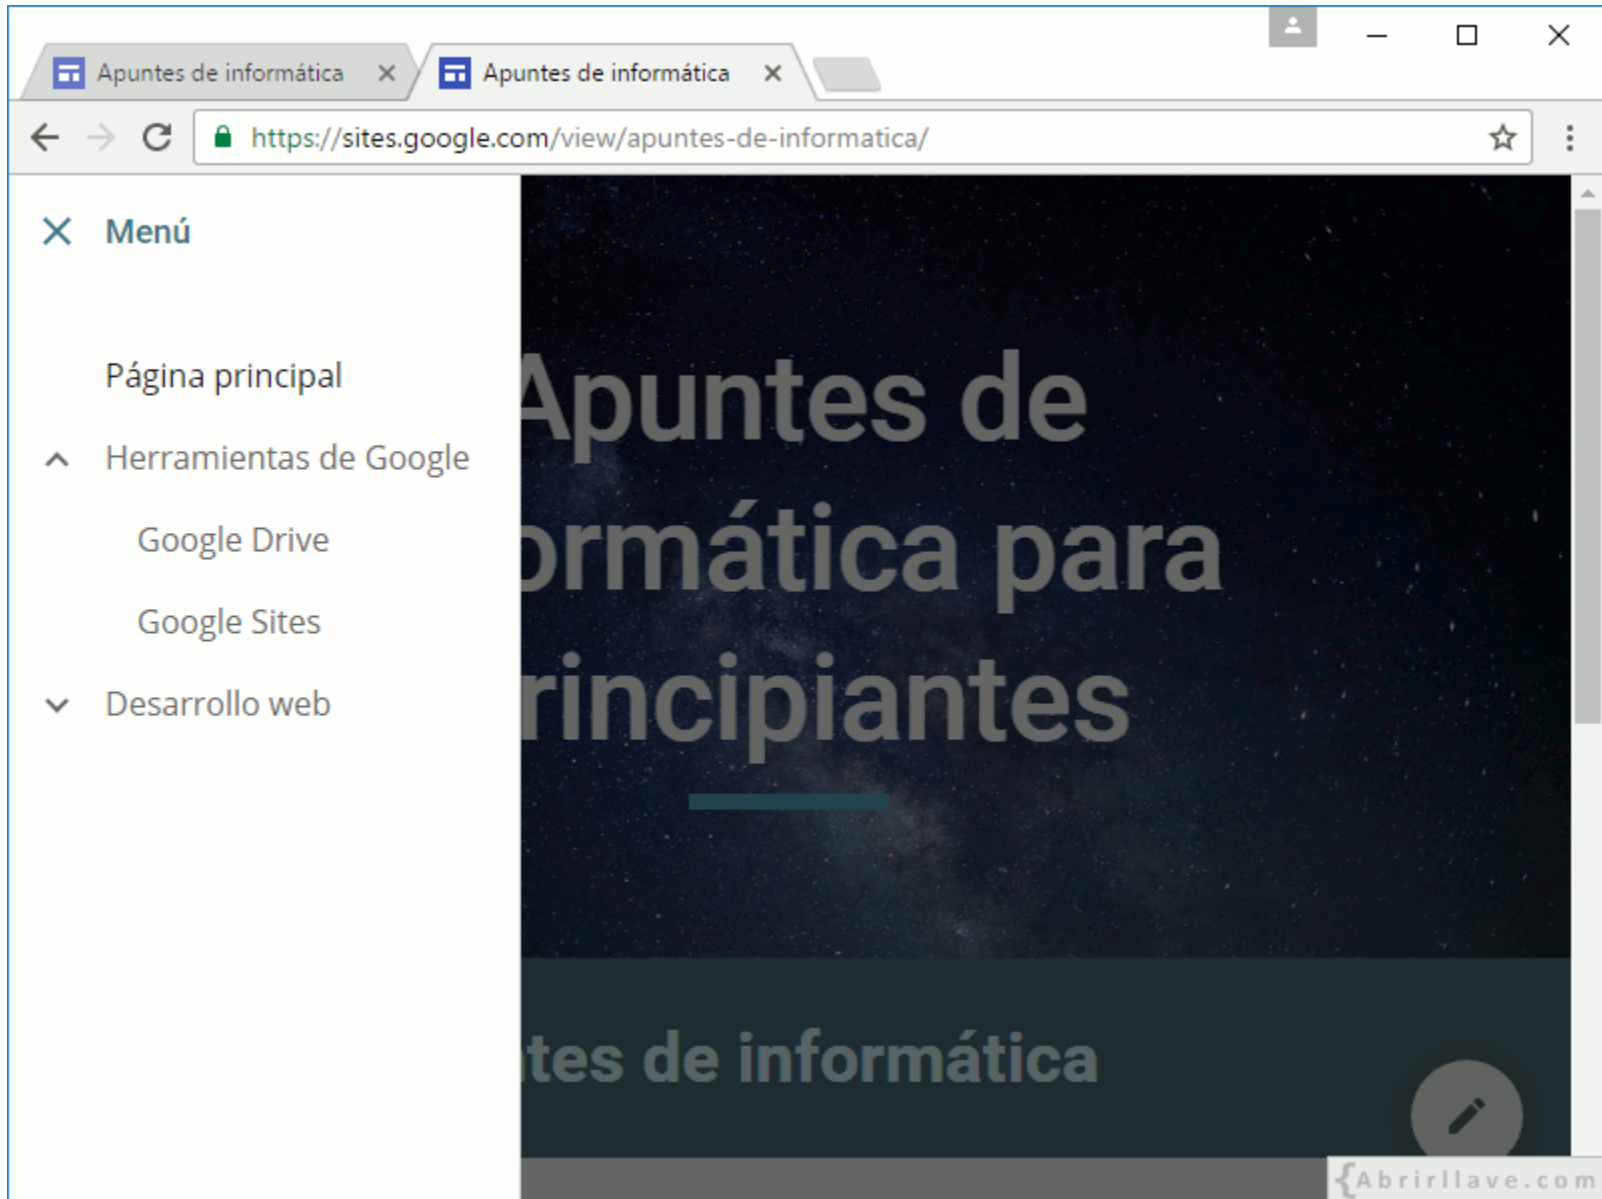 Apuntes de informática
Apuntes de informática
https://sites.google.com/view/apuntes-de-informatica/
Menú
Página principal
Herramientas de Google
Google Drive
Google Sites
Desarrollo web
Apuntes de
ormática para
rincipiantes
tes de informática
{Abrirllave.com